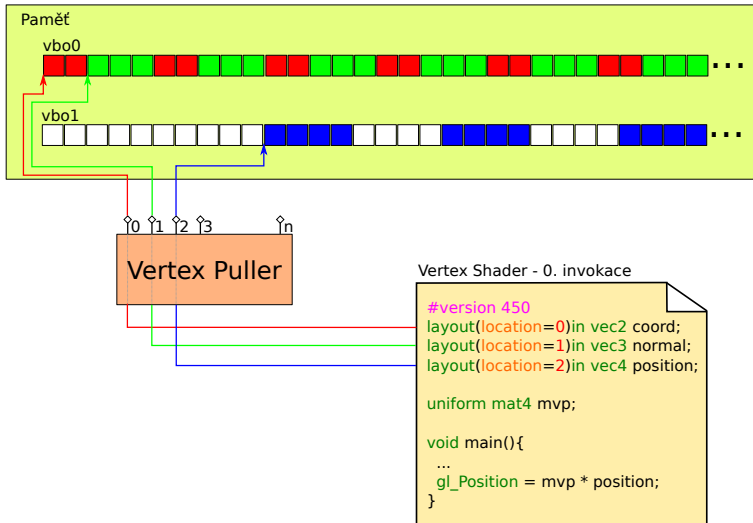 Paměť
vbo0
...
vbo1
...
0 1 2 3 n
Vertex Puller
Vertex Shader - 0. invokace
#version 450
layout(location=0)in vec2 coord;
layout(location=1)in vec3 normal;
layout(location=2)in vec4 position;
uniform mat4 mvp;
void main(){
...
gl_Position = mvp * position;
}